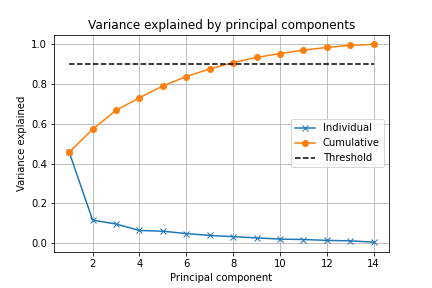 Variance explained by principal components
1.0
0.8
0.6
0.4
0.2
0.0
Variance explained
Individual
Cumulative
Threshold
2 4 6 8 10 12 14
Principal component